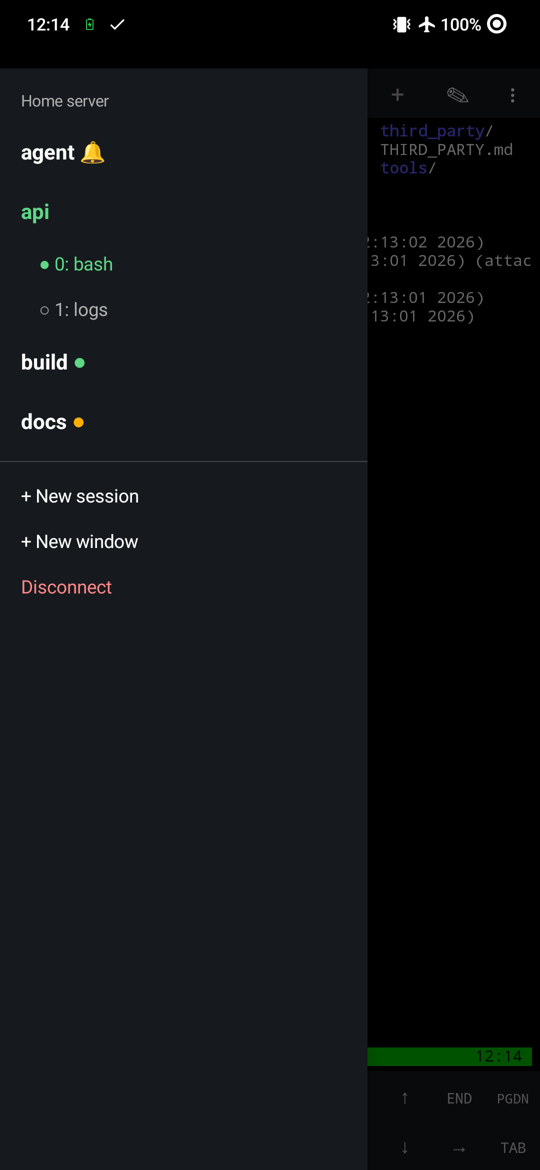 12:14
100%
Home server
agent 🔔
api
● 0: bash
○ 1: logs
build
docs
+ New session
+ New window
Disconnect
+
third_party/
THIRD_PARTY.md
tools/
2:13:02 2026)
3:01 2026) (attac
2:13:01 2026)
13:01 2026)
12:14
↑ END PGDN
↓ → TAB